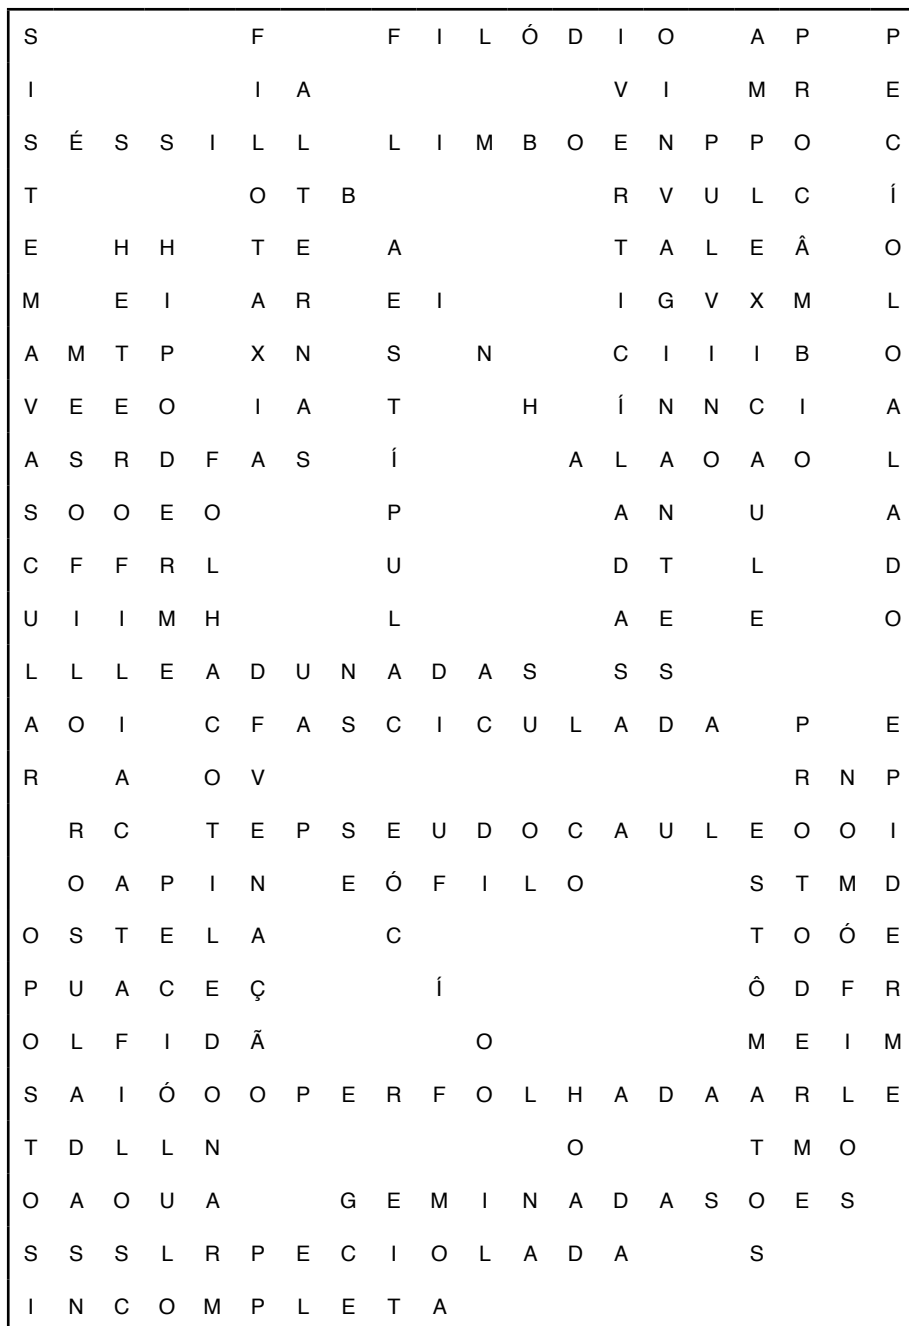 S F F I L Ó D I O A P P
I I A V I M R E
S É S S I L L L I M B O E N P P O C
T O T B R V U L C Í
E H H T E A T A L E Â O
M E I A R E I I G V X M L
A M T P X N S N C I I I B O
V E E O I A T H Í N N C I A
A S R D F A S Í A L A O A O L
S O O E O P A N U A
C F F R L U D T L D
U I I M H L A E E O
L L L E A D U N A D A S S S
A O I C F A S C I C U L A D A P E
R A O V R N P
R C T E P S E U D O C A U L E O O I
O A P I N E Ó F I L O S T M D
O S T E L A C T O Ó E
P U A C E Ç Í Ô D F R
O L F I D Ã O M E I M
S A I Ó O O P E R F O L H A D A A R L E
T D L L N O T M O
O A O U A G E M I N A D A S O E S
S S S L R P E C I O L A D A S
I N C O M P L E T A